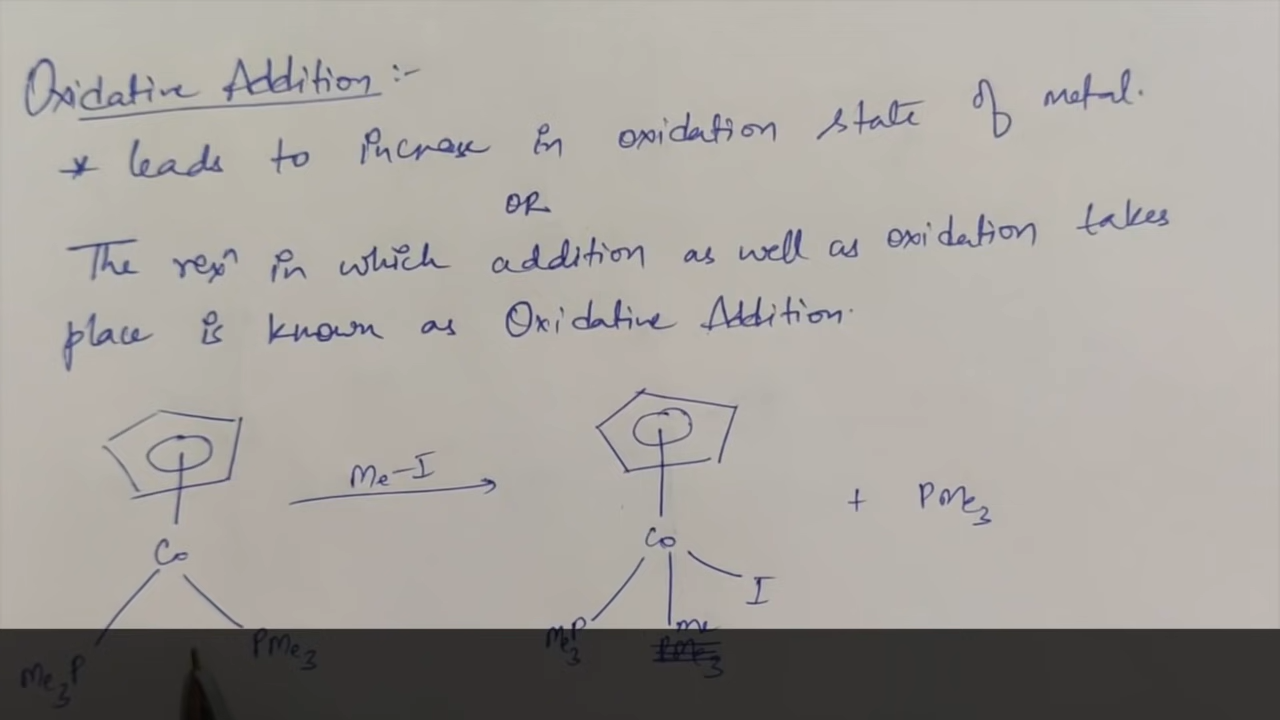 Oxidative Addition :-
* leads to increase in oxidation state of metal.
OR
The rexⁿ in which addition as well as oxidation takes
place is known as Oxidative Addition.
Me-I
+ PMe₃
Co
Co
I
Me₃P
PMe₃
Me₃P
Me
PMe₃